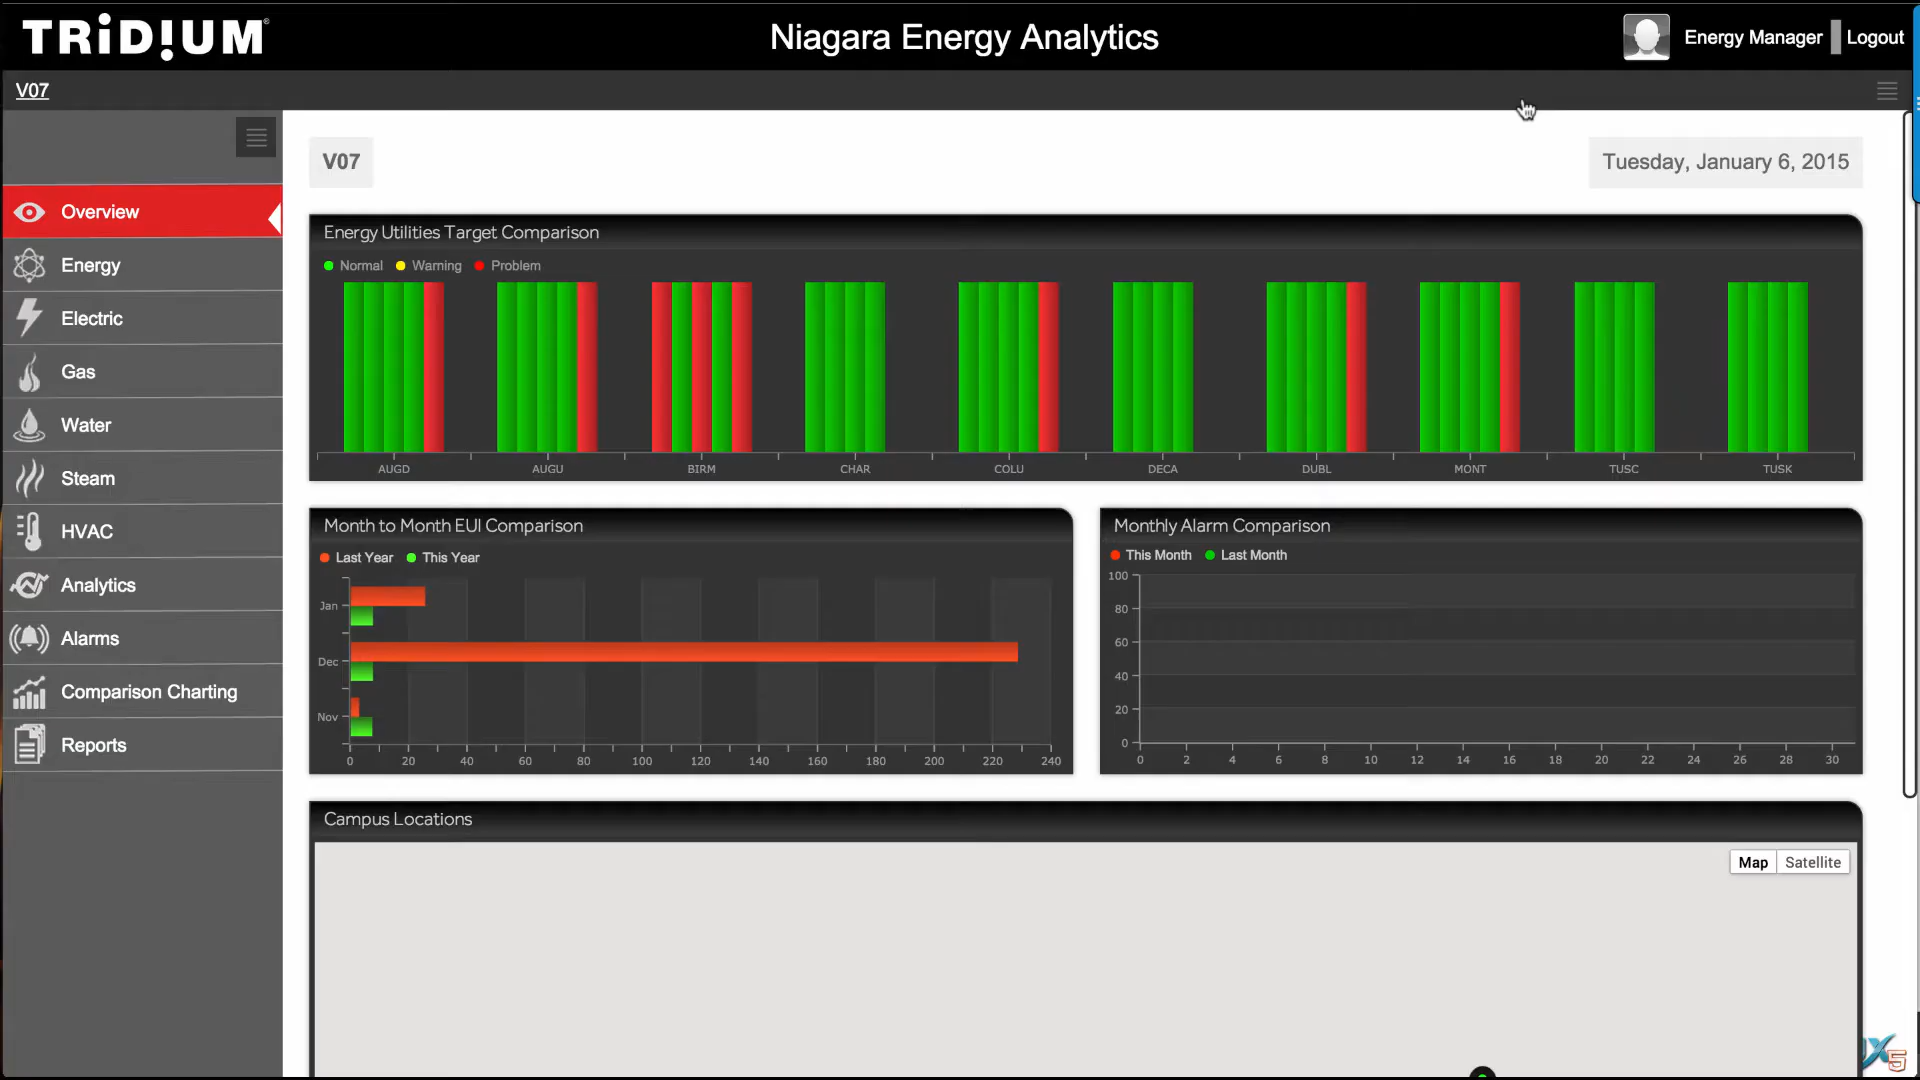 TRiDiUM®
Niagara Energy Analytics
Energy Manager
Logout
V07
V07
Tuesday, January 6, 2015
Overview
Energy
Electric
Gas
Water
Steam
HVAC
Analytics
Alarms
Comparison Charting
Reports
Energy Utilities Target Comparison
Normal Warning Problem
AUGD AUGU BIRM CHAR COLU DECA DUBL MONT TUSC TUSK
Month to Month EUI Comparison
Last Year This Year
Jan
Dec
Nov
0 20 40 60 80 100 120 140 160 180 200 220 240
Monthly Alarm Comparison
This Month Last Month
100
80
60
40
20
0
0 2 4 6 8 10 12 14 16 18 20 22 24 26 28 30
Campus Locations
Map Satellite
JX5